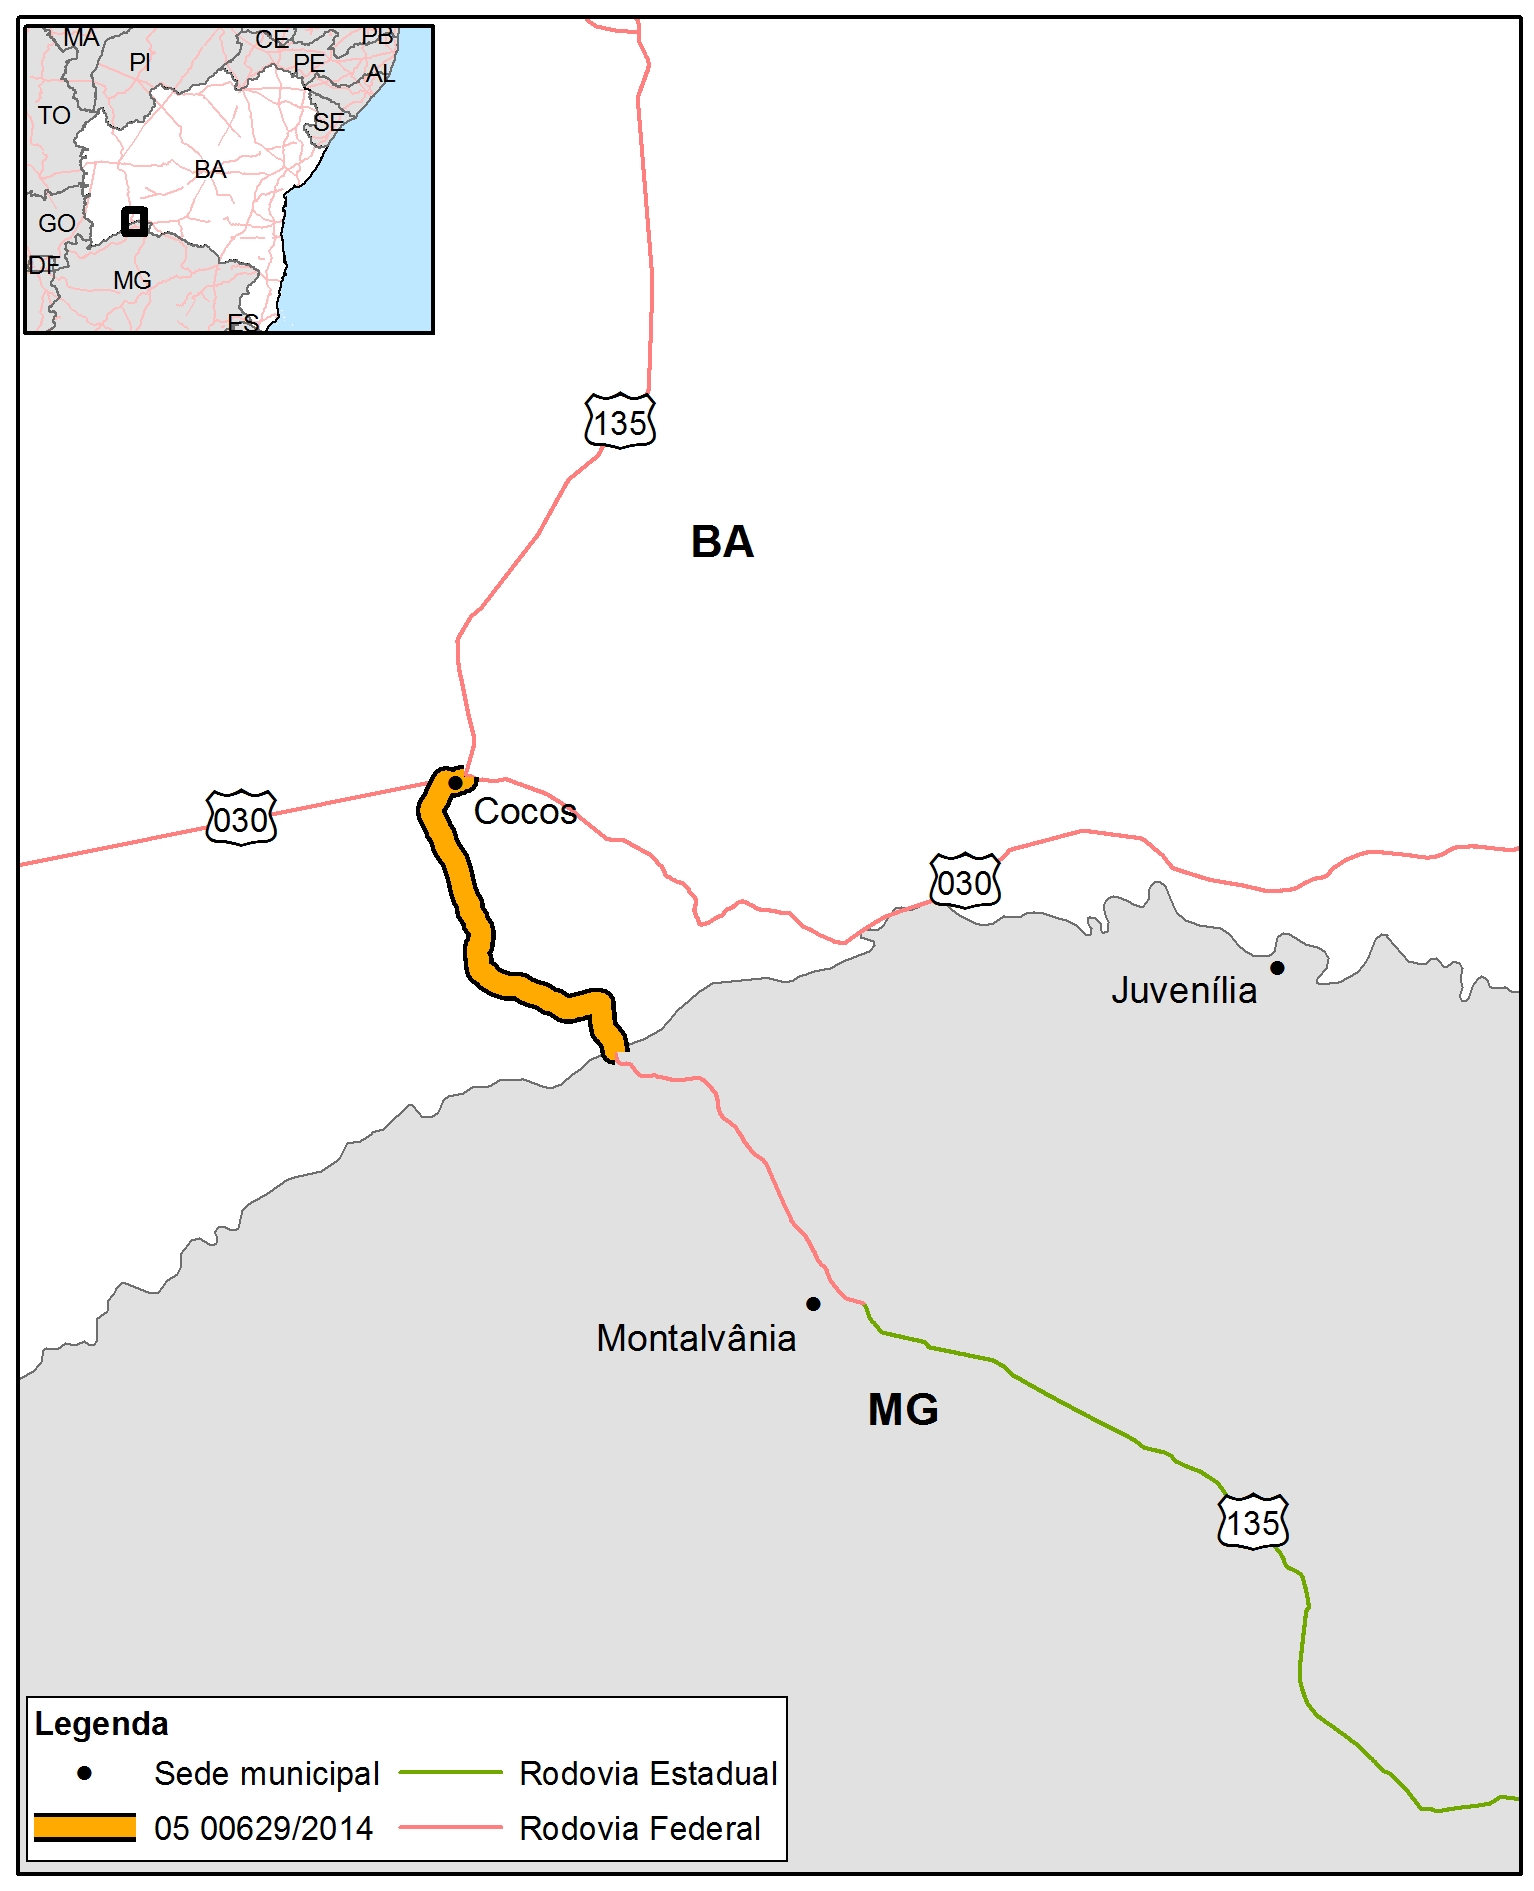 MA
CE
PB
PI
PE
AL
TO
SE
BA
GO
DF
MG
ES
135
BA
030
Cocos
030
Juvenília
Montalvânia
MG
135
Legenda
Sede municipal
Rodovia Estadual
05 00629/2014
Rodovia Federal